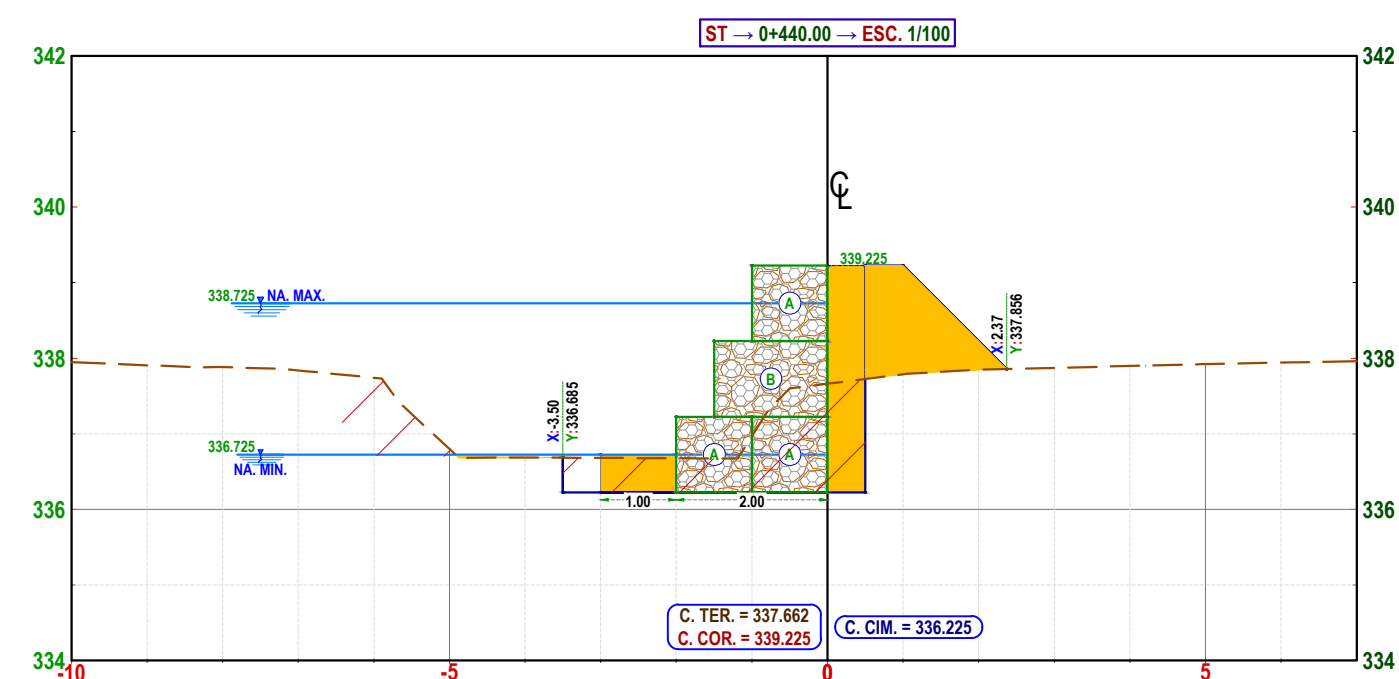 ST → 0+440.00 → ESC. 1/100
342
342
340
340
℄
339.225
338.725
NA. MAX.
A
X:2.37
Y:337.856
338
338
B
X:-3.50
Y:336.685
336.725
NA. MIN.
A
A
1.00
2.00
336
336
C. TER. = 337.662
C. COR. = 339.225
C. CIM. = 336.225
334
334
-10
-5
0
5